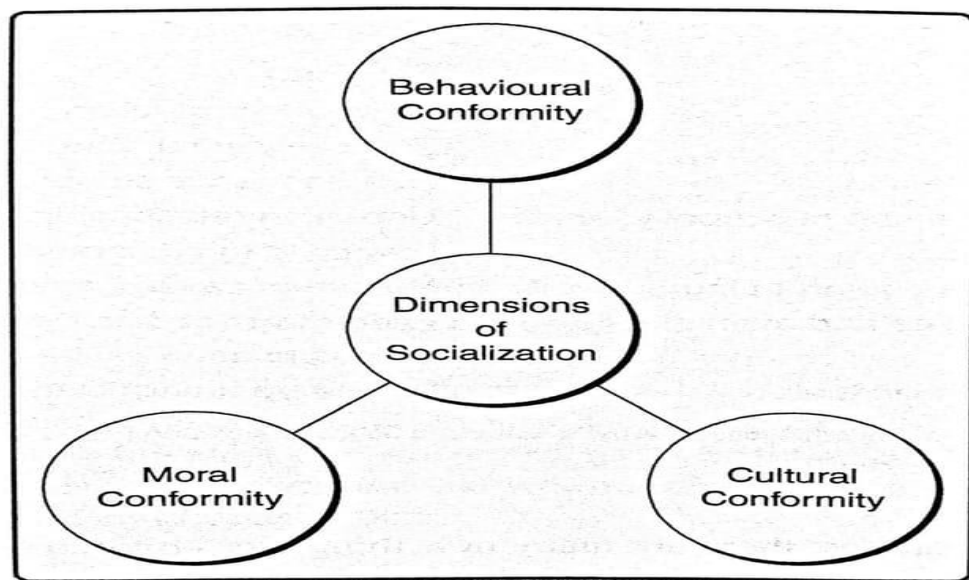 Behavioural
Conformity
Dimensions
of
Socialization
Moral
Conformity
Cultural
Conformity